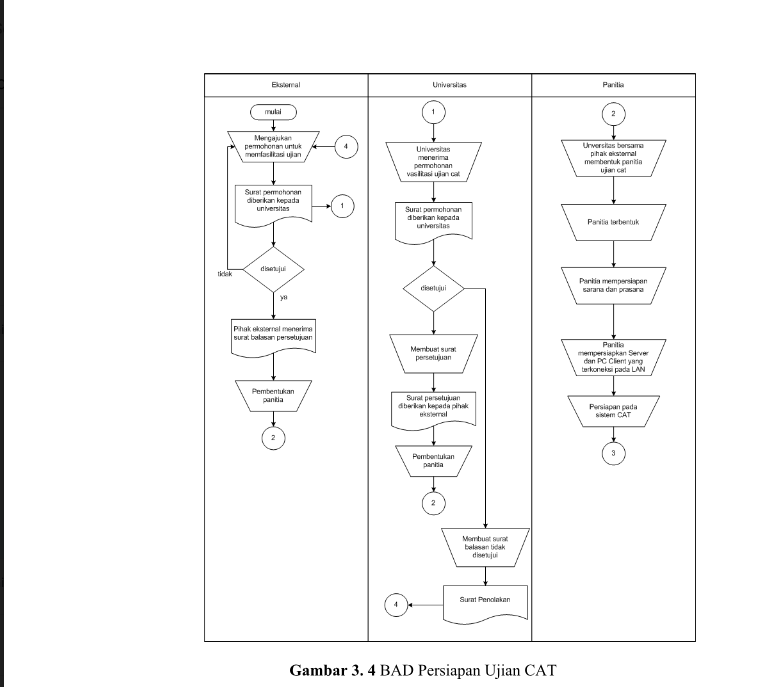 Eksternal
Universitas
Panitia
mulai
Mengajukan
permohonan untuk
memfasilitasi ujian
4
Surat permohonan
diberikan kepada
universitas
1
disetujui
tidak
ya
Pihak eksternal menerima
surat balasan persetujuan
Pembentukan
panitia
2
1
Universitas
menerima
permohonan
vasilitasi ujian cat
Surat permohonan
diberikan kepada
universitas
disetujui
Membuat surat
persetujuan
Surat persetujuan
diberikan kepada pihak
eksternal
Pembentukan
panitia
2
Membuat surat
balasan tidak
disetujui
Surat Penolakan
4
2
Unversitas bersama
pihak eksternal
membentuk panitia
ujian cat
Panitia terbentuk
Panitia mempersiapan
sarana dan prasana
Panitia
mempersiapkan Server
dan PC Client yang
terkoneksi pada LAN
Persiapan pada
sistem CAT
3
Gambar 3. 4 BAD Persiapan Ujian CAT